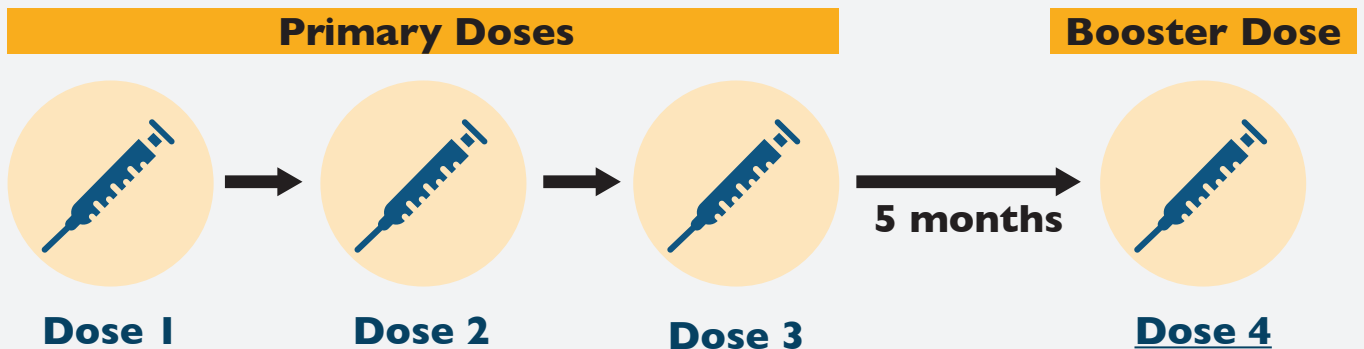 Primary Doses
Booster Dose
5 months
Dose 1
Dose 2
Dose 3
Dose 4